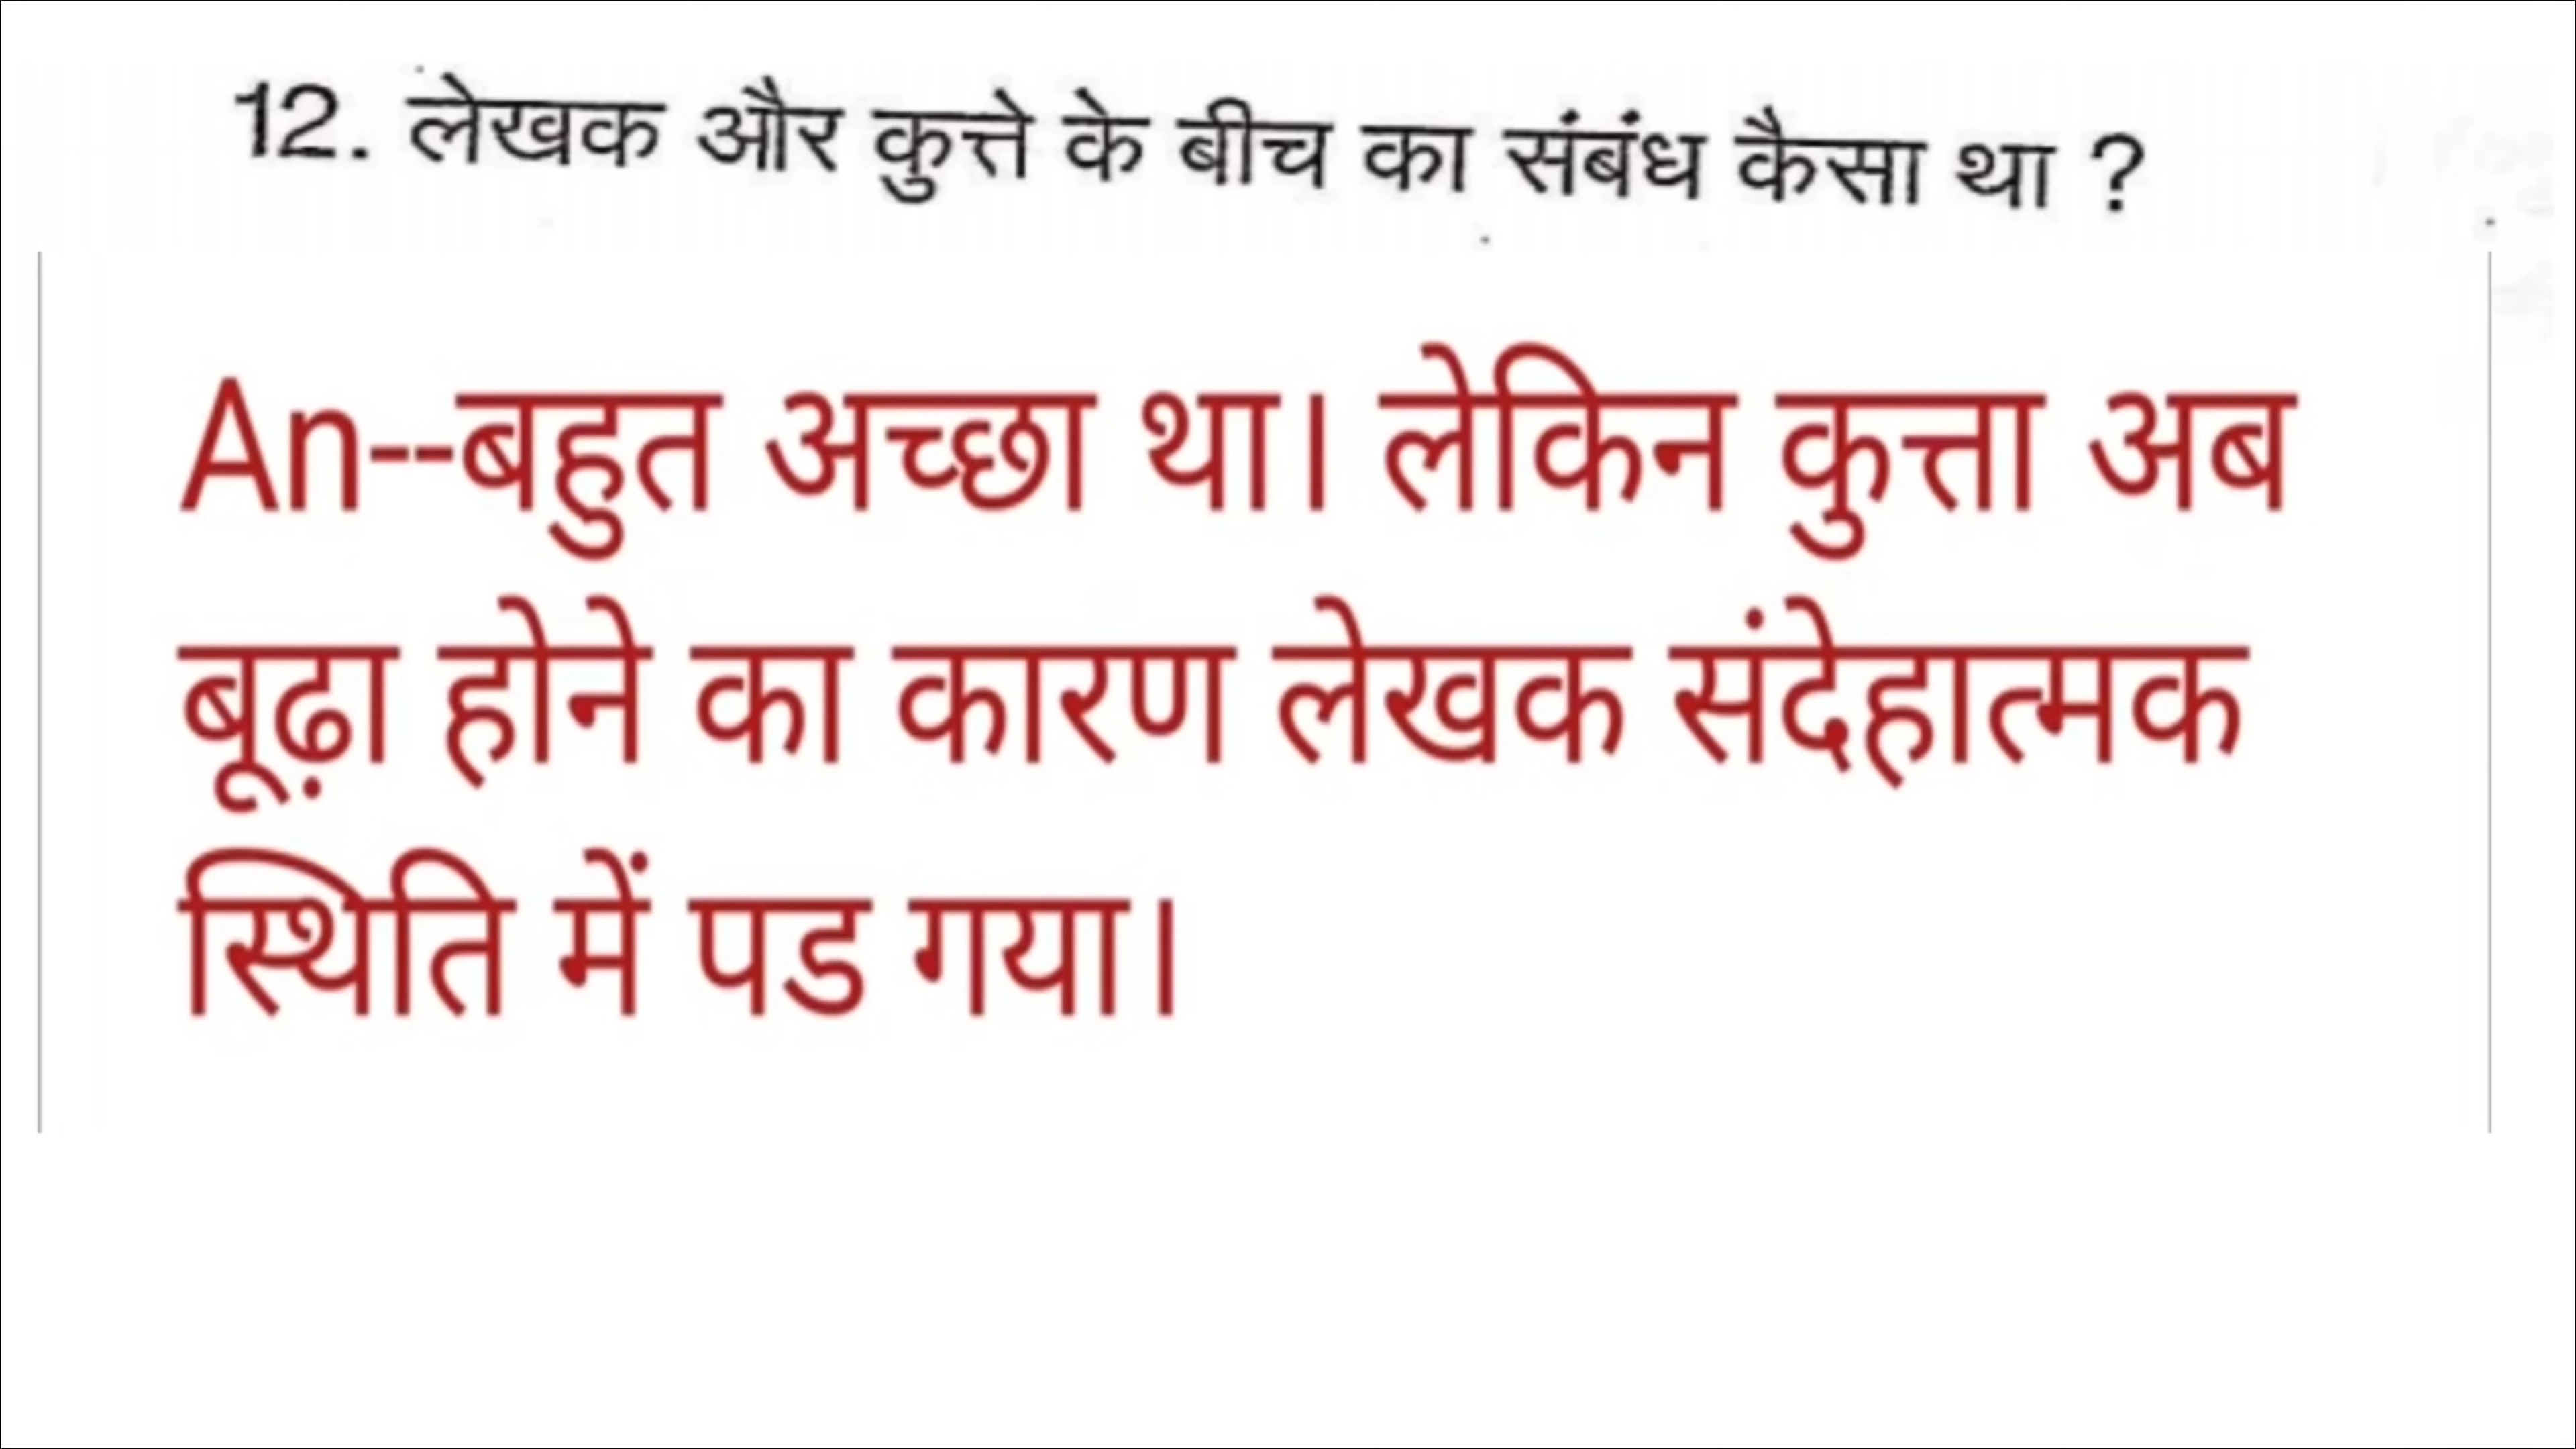 12. लेखक और कुत्ते के बीच का संबंध कैसा था ?
An--बहुत अच्छा था। लेकिन कुत्ता अब
बूढ़ा होने का कारण लेखक संदेहात्मक
स्थिति में पड गया।